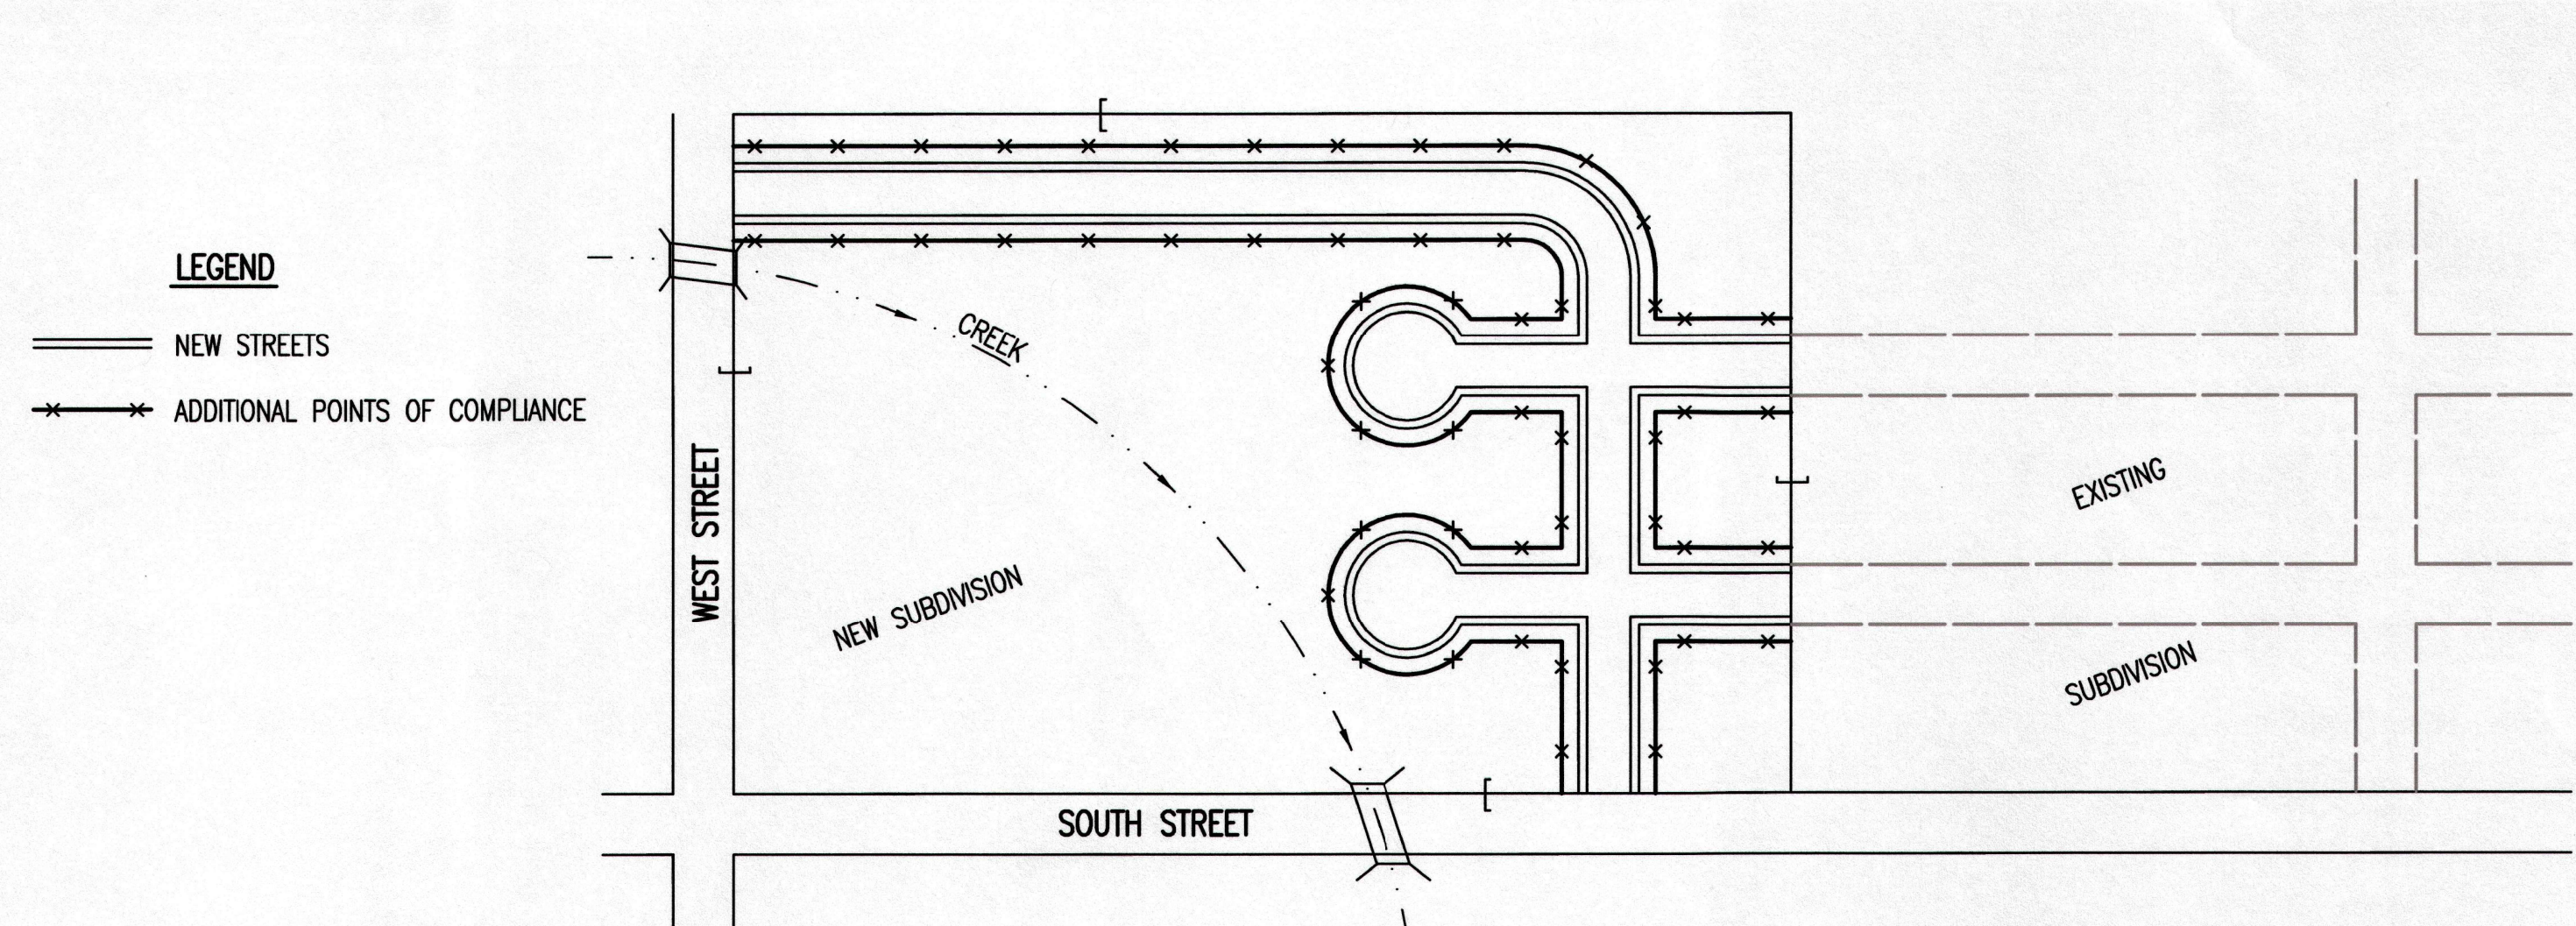 LEGEND
NEW STREETS
ADDITIONAL POINTS OF COMPLIANCE
WEST STREET
CREEK
NEW SUBDIVISION
SOUTH STREET
EXISTING
SUBDIVISION